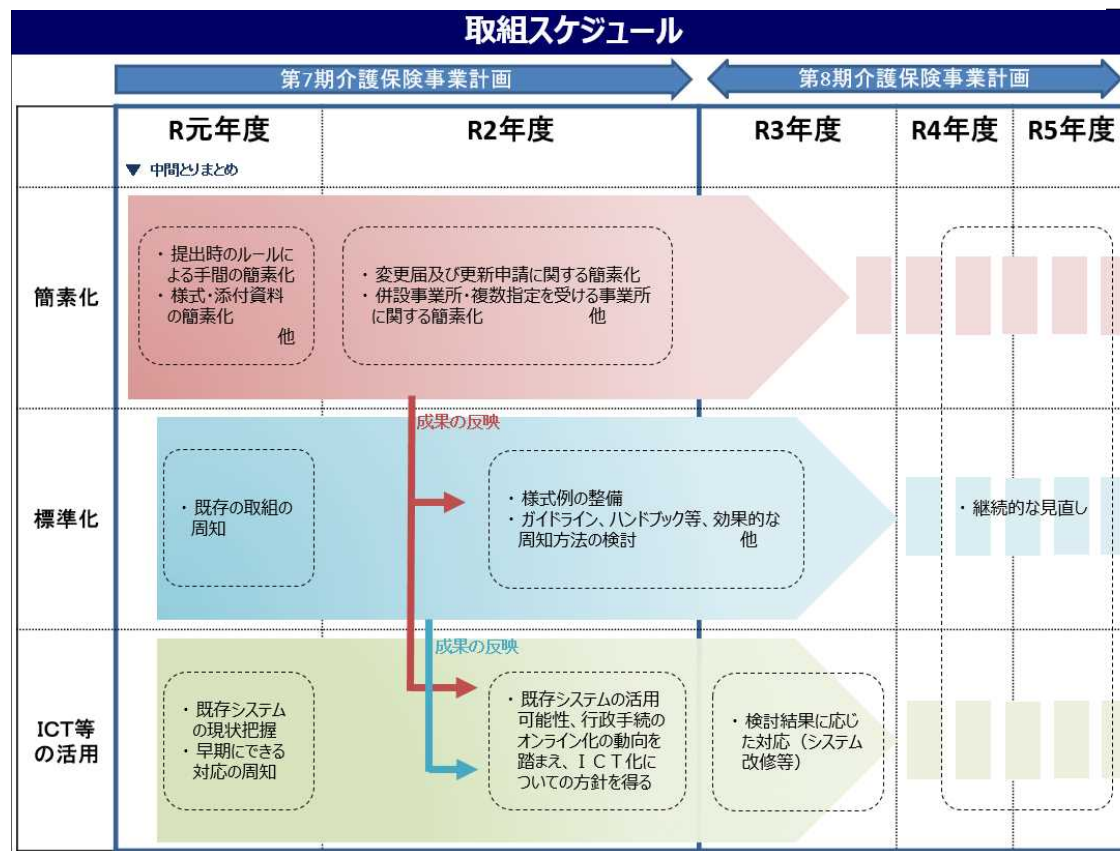 取組スケジュール
第7期介護保険事業計画
第8期介護保険事業計画
R元年度
R2年度
R3年度
R4年度
R5年度
▼ 中間とりまとめ
簡素化
・ 提出時のルールに
よる手間の簡素化
・ 様式・添付資料
の簡素化
他
・ 変更届及び更新申請に関する簡素化
・ 併設事業所・複数指定を受ける事業所
に関する簡素化 他
成果の反映
標準化
・ 既存の取組の
周知
・ 様式例の整備
・ ガイドライン、ハンドブック等、効果的な
周知方法の検討 他
・ 継続的な見直し
成果の反映
ICT等
の活用
・ 既存システム
の現状把握
・ 早期にできる
対応の周知
・ 既存システムの活用
可能性、行政手続の
オンライン化の動向を
踏まえ、ＩＣＴ化に
ついての方針を得る
・ 検討結果に応じ
た対応（システム
改修等）